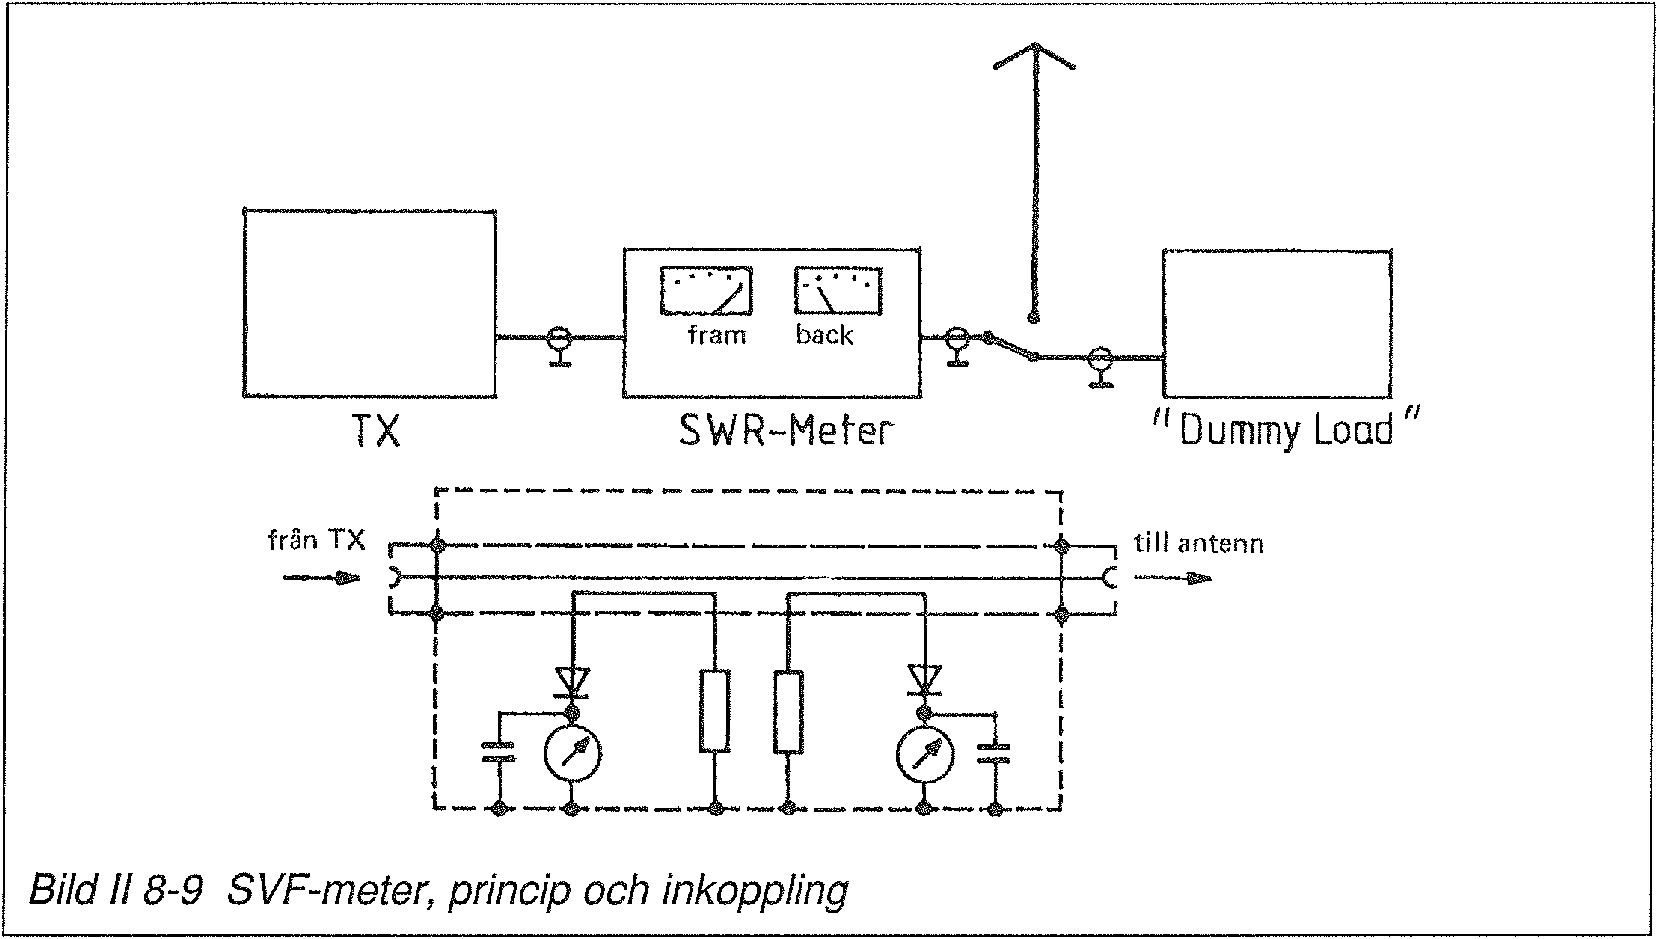 fram back
TX
SWR-Meter
"Dummy Load"
från TX
till antenn
Bild II 8-9 SVF-meter, princip och inkoppling